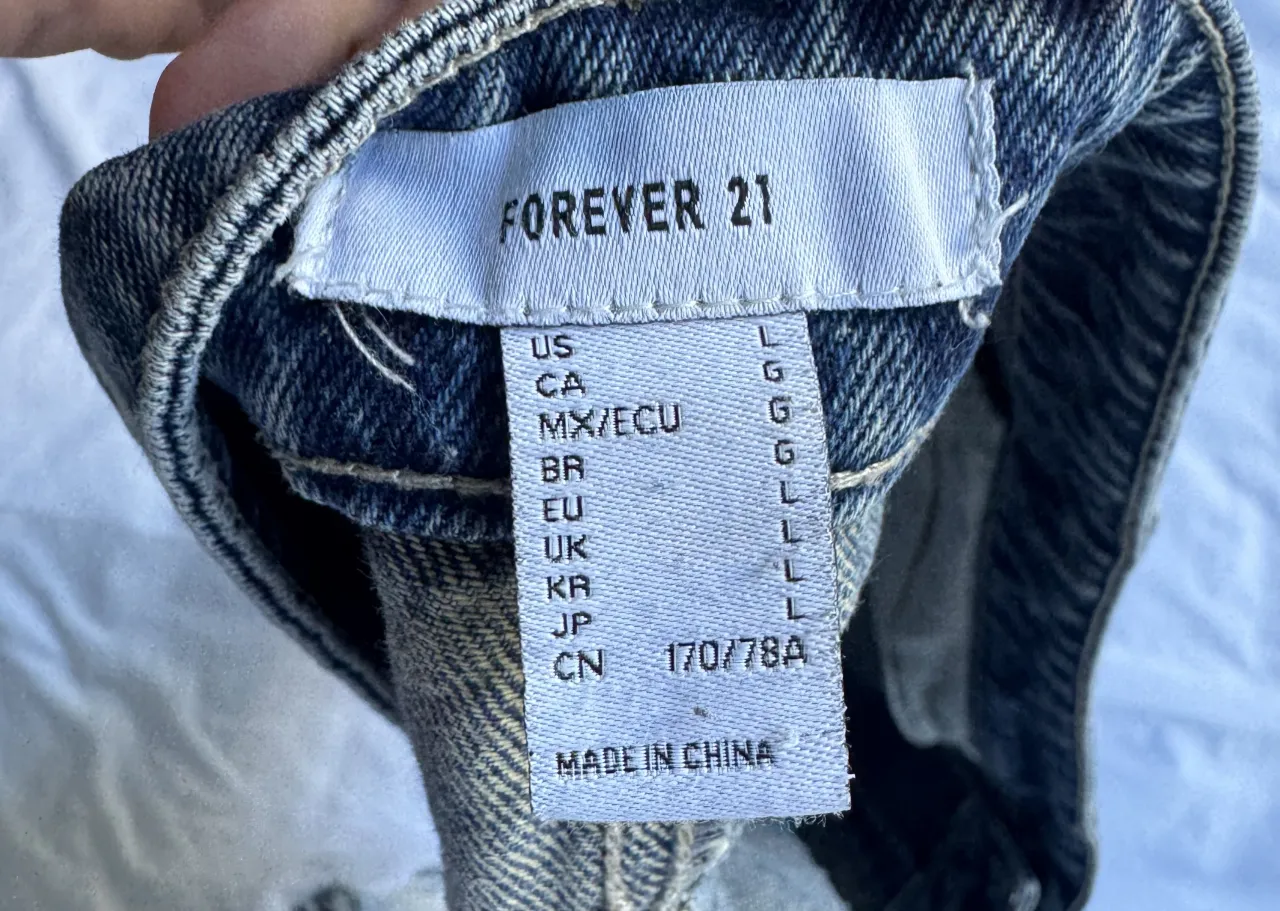 FOREVER 21
US L
CA G
MX/ECU G
BR G
EU L
UK L
KR L
JP L
CN 170/78A
MADE IN CHINA